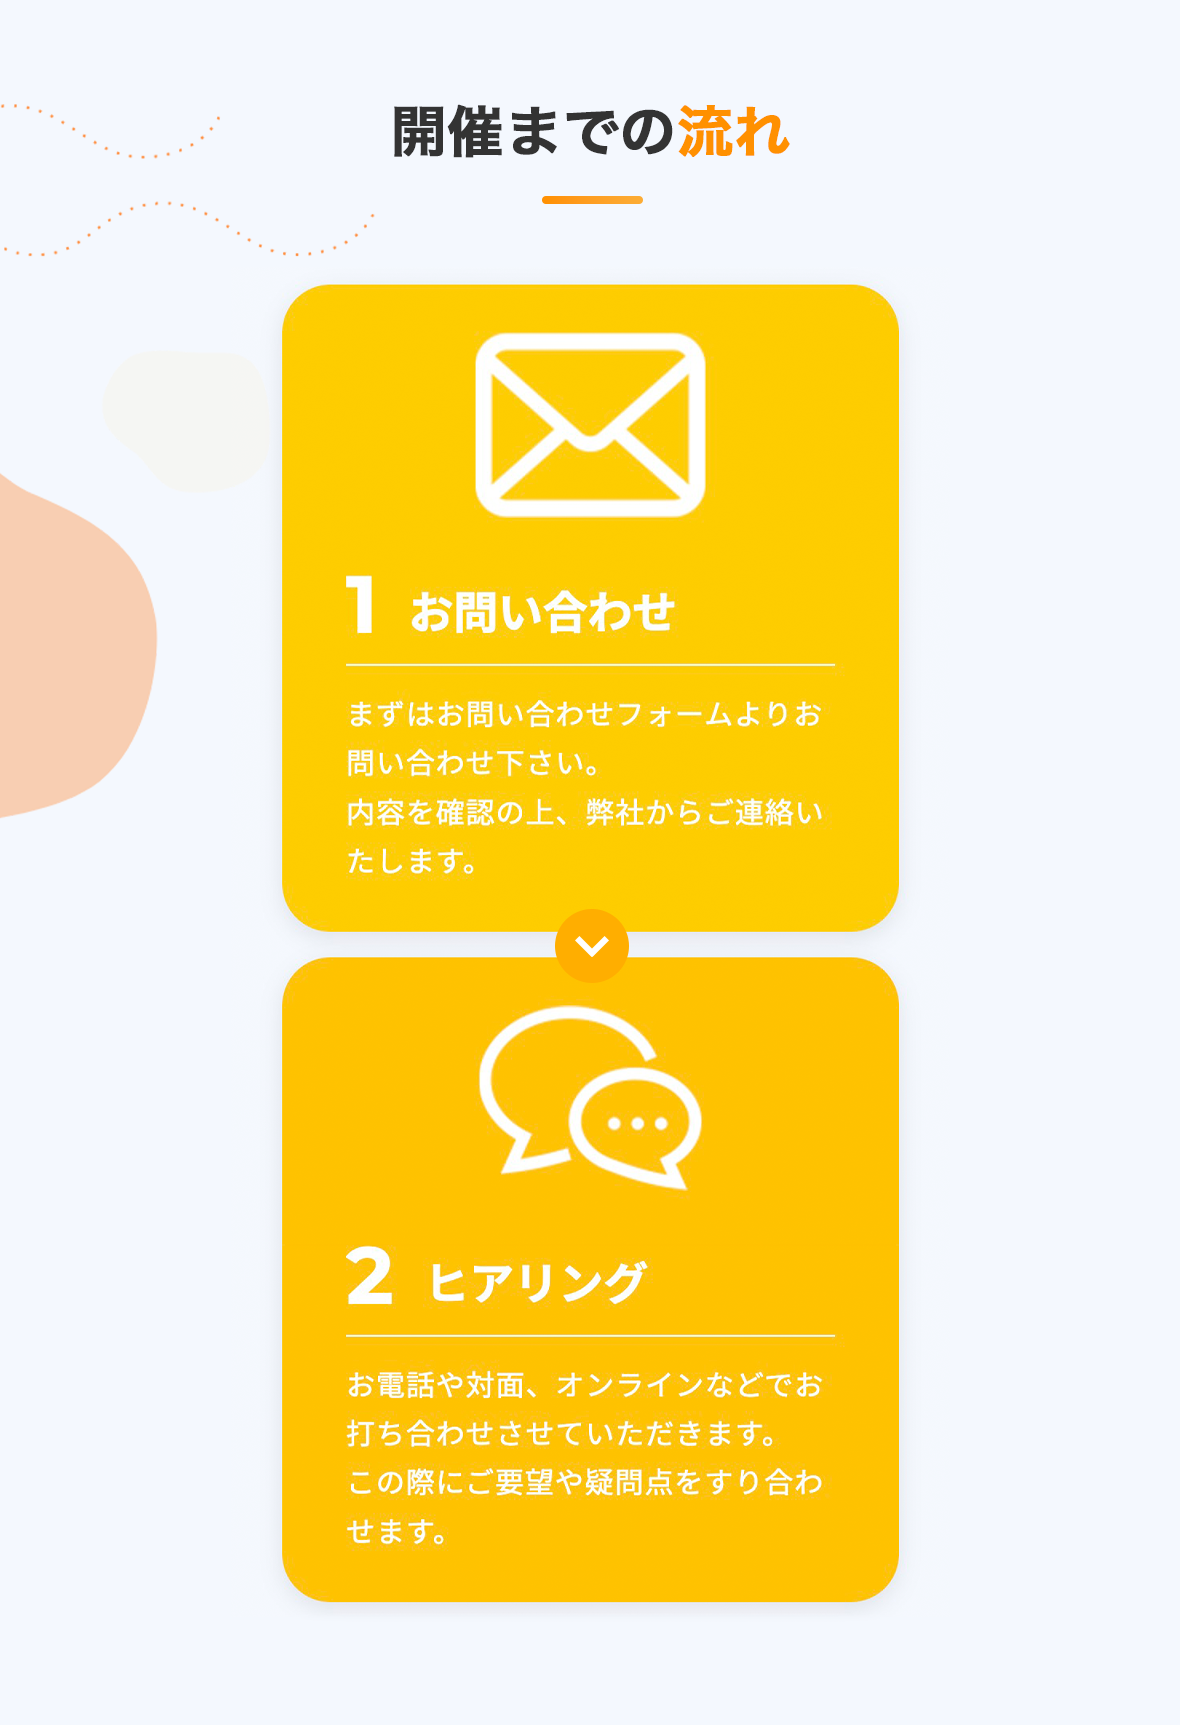 開催までの流れ
1 お問い合わせ
まずはお問い合わせフォームよりお
問い合わせ下さい。
内容を確認の上、弊社からご連絡い
たします。
2 ヒアリング
お電話や対面、オンラインなどでお
打ち合わせさせていただきます。
この際にご要望や疑問点をすり合わ
せます。